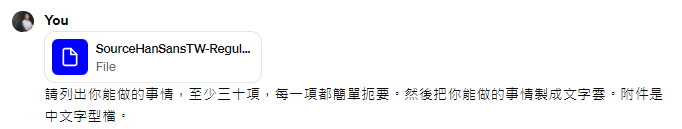 You
SourceHanSansTW-Regul...
File
請列出你能做的事情，至少三十項，每一項都簡單扼要。然後把你能做的事情製成文字雲。附件是
中文字型檔。